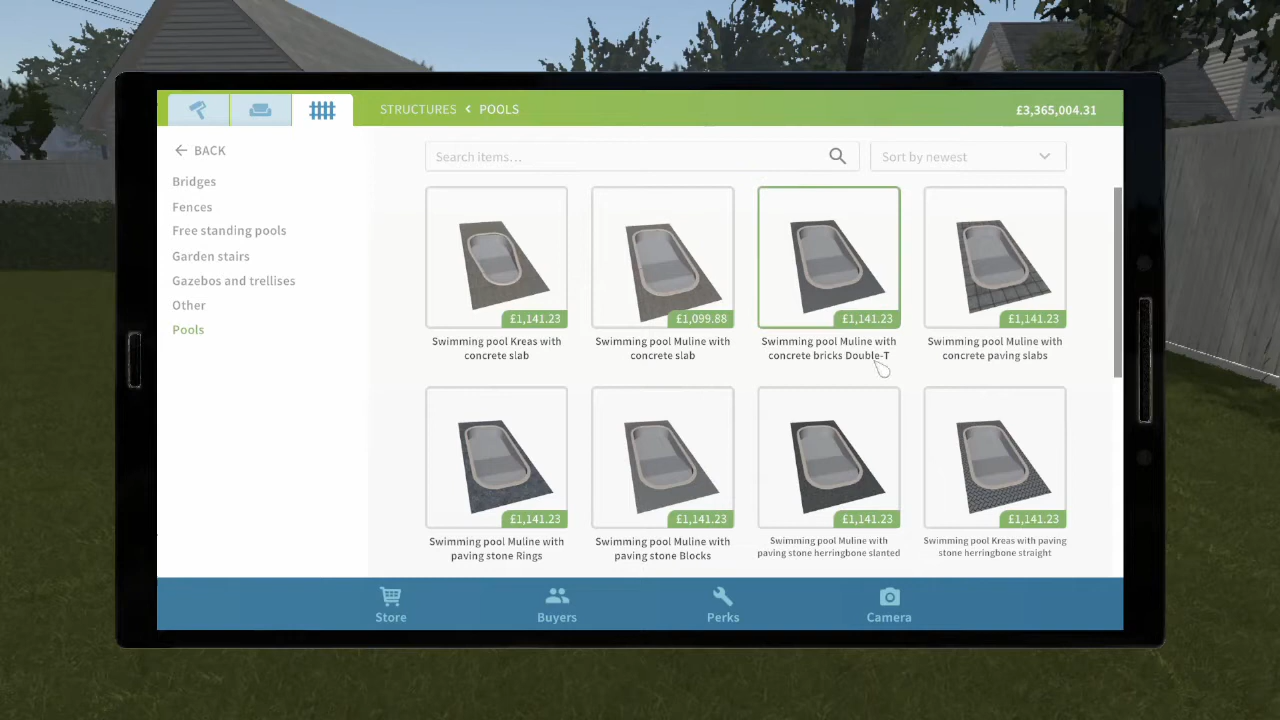 STRUCTURES < POOLS
£3,365,004.31
BACK
Search items...
Sort by newest
Bridges
Fences
Free standing pools
Garden stairs
Gazebos and trellises
Other
Pools
£1,141.23
£1,099.88
£1,141.23
£1,141.23
Swimming pool Kreas with
concrete slab
Swimming pool Muline with
concrete slab
Swimming pool Muline with
concrete bricks Double-T
Swimming pool Muline with
concrete paving slabs
£1,141.23
£1,141.23
£1,141.23
£1,141.23
Swimming pool Muline with
paving stone Rings
Swimming pool Muline with
paving stone Blocks
Swimming pool Muline with
paving stone herringbone slanted
Swimming pool Kreas with paving
stone herringbone straight
Store
Buyers
Perks
Camera